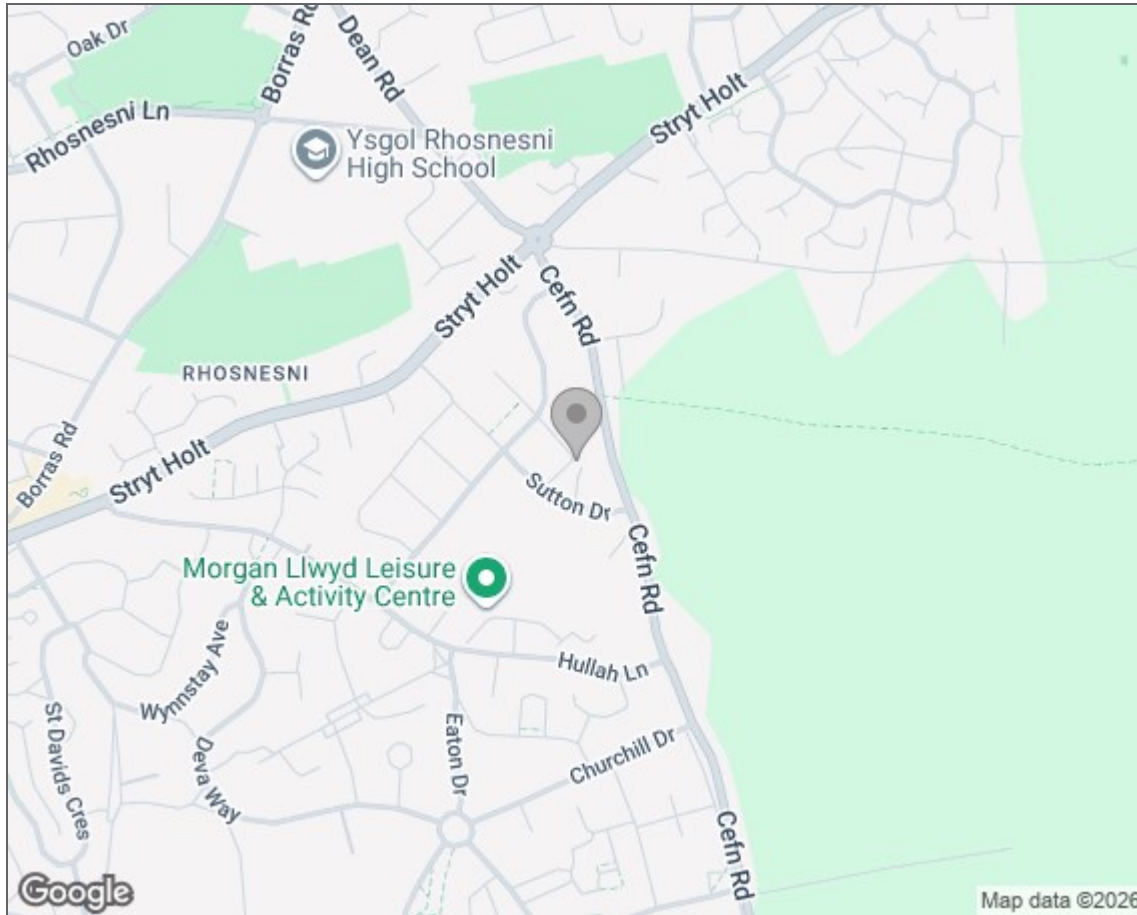 Oak Dr
Borras Rd
Dean Rd
Rhosnesni Ln
Ysgol Rhosnesni
High School
Stryt Holt
Stryt Holt
Cefn Rd
RHOSNESNI
Borras Rd
Stryt Holt
Sutton Dr
Cefn Rd
Morgan Llwyd Leisure
& Activity Centre
Wynnstay Ave
Hullah Ln
St Davids Cres
Deva Way
Eaton Dr
Churchill Dr
Cefn Rd
Google
Map data ©2026